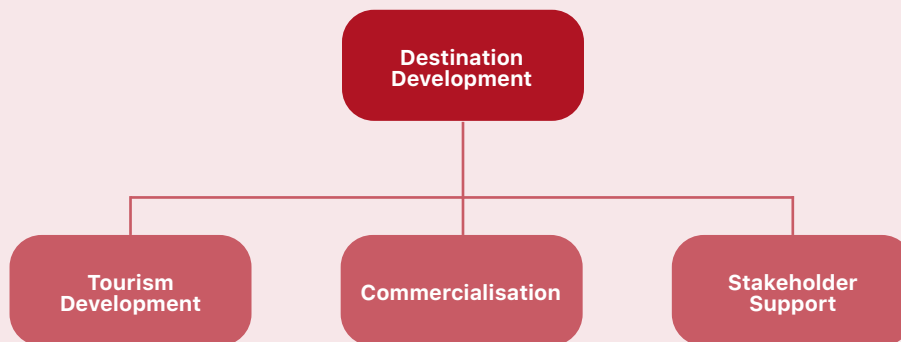 Destination
Development
Tourism
Development
Commercialisation
Stakeholder
Support